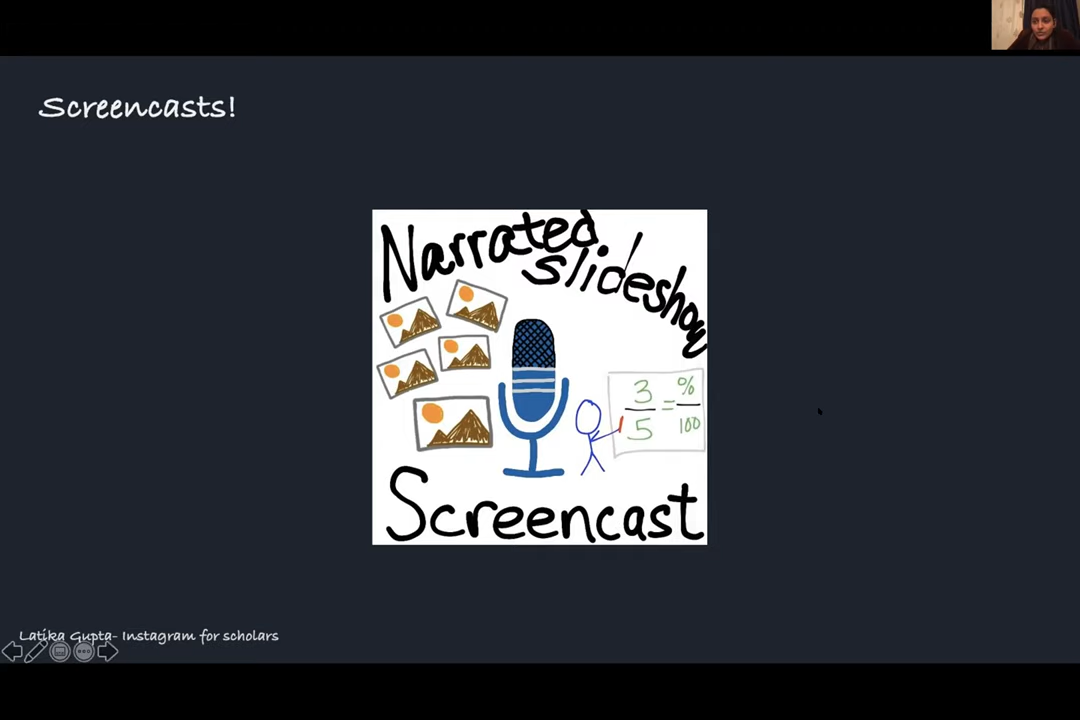 Screencasts!
Narrated
slideshow
3
5
=
%
100
Screencast
Latika Gupta- Instagram for scholars